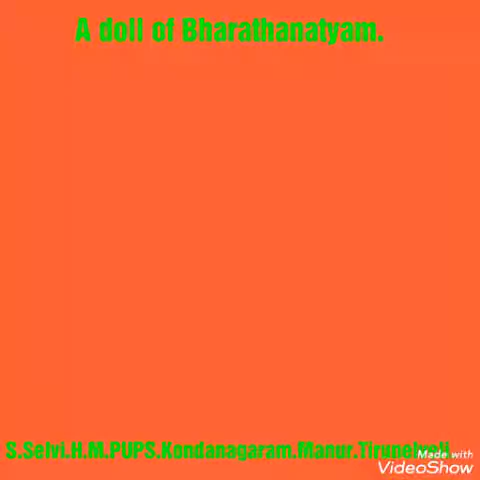 A doll of Bharathanatyam.
S.Selvi.H.M.PUPS.Kondanagaram.Manur.Tirunelveli.
Made with
VideoShow